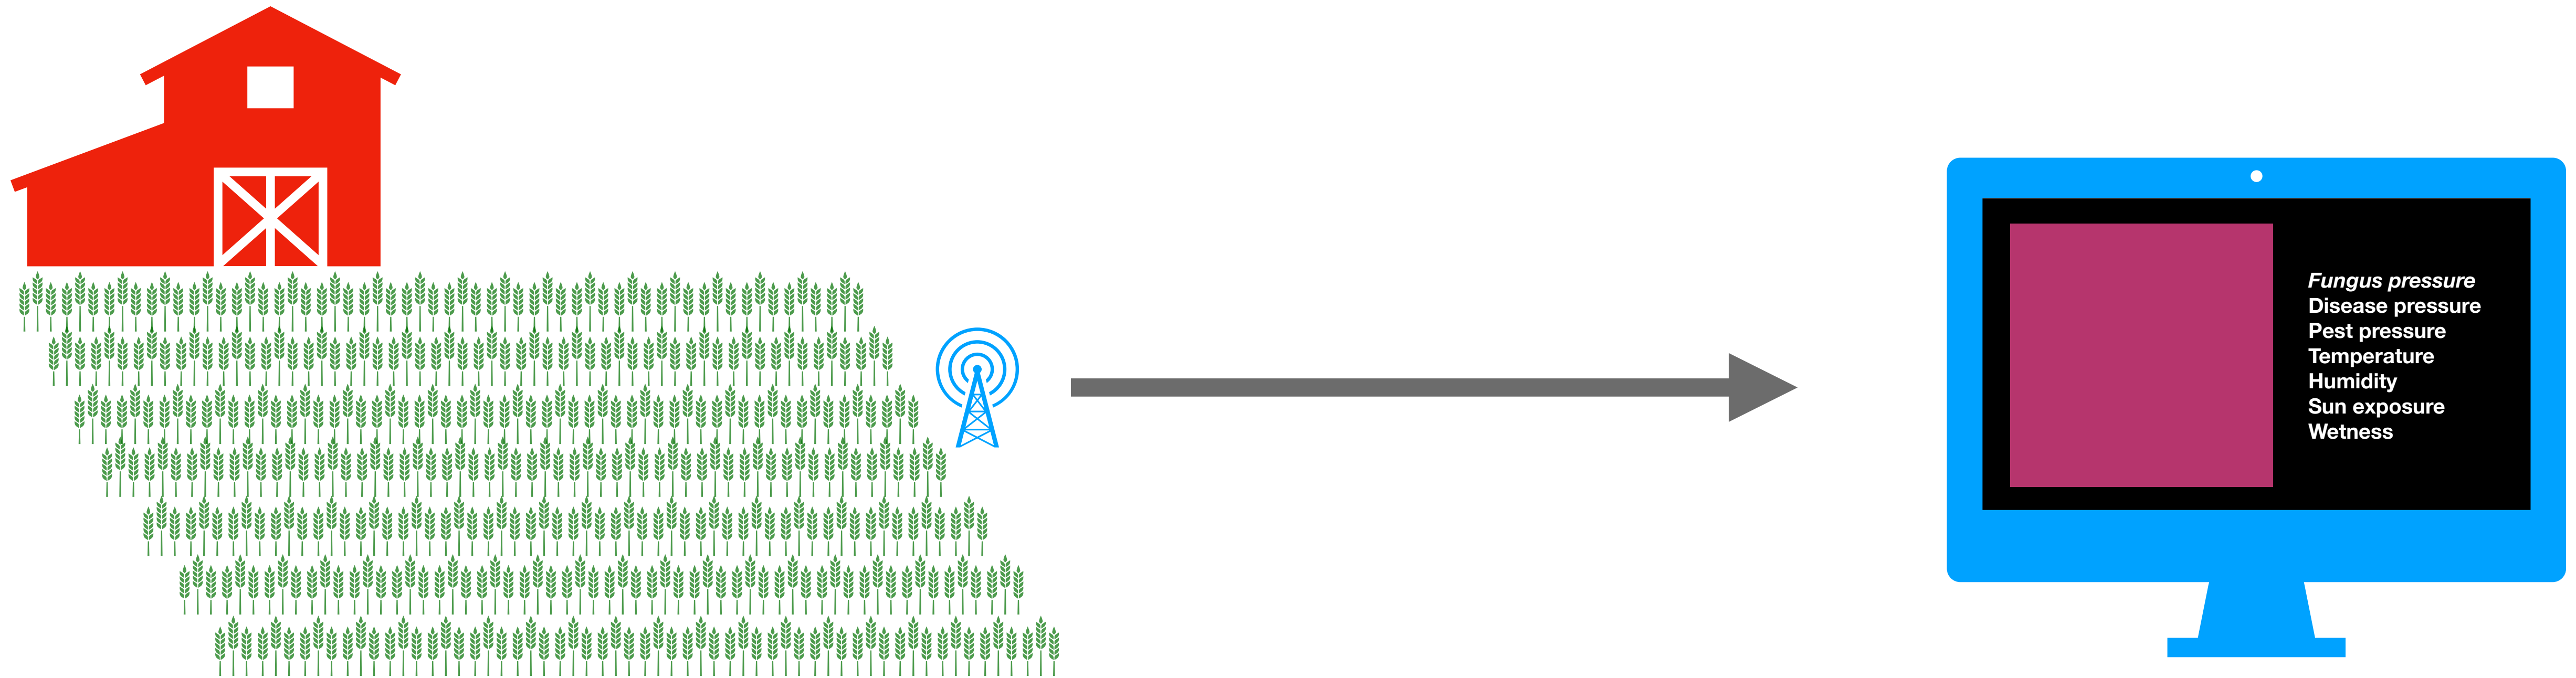 Fungus pressure
Disease pressure
Pest pressure
Temperature
Humidity
Sun exposure
Wetness